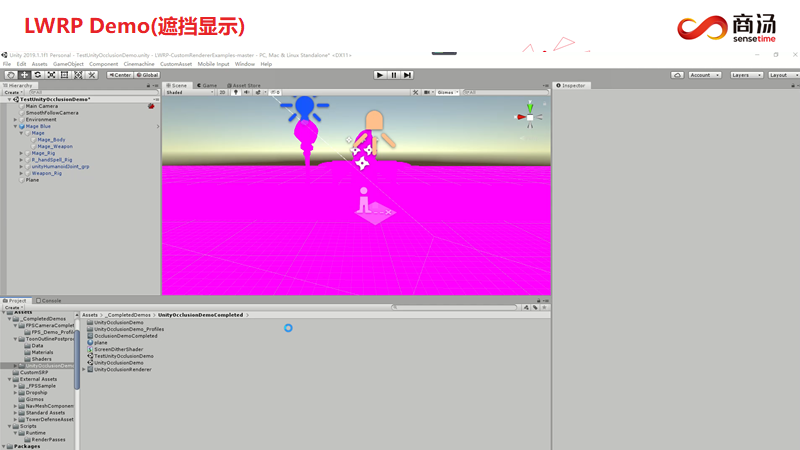 LWRP Demo(遮挡显示)
商汤
sensetime
Unity 2019.1.1f1 Personal - TestUnityOcclusionDemo.unity - LWRP-CustomRendererExamples-master - PC, Mac & Linux Standalone* <DX11>
File Edit Assets GameObject Component Cinemachine CustomAsset Mobile Input Window Help
Center Global Account Layers Layout
Hierarchy Scene Game Asset Store Inspector
Create All Shaded 2D Gizmos All
TestUnityOcclusionDemo*
Main Camera
SmoothFollowCamera
Environment
Mage Blue
Mage
Mage_Body
Mage_Weapon
Mage_Rig
R_handSpell_Rig
unityHumanoidJoint_grp
Weapon_Rig
Plane
Project Console
Create
Assets
_CompletedDemos
FPSCameraComplet
FPS_Demo_Profil
ToonOutlinePostproc
Data
Materials
Shaders
UnityOcclusionDem
CustomSRP
External Assets
_FPSSample
Dropship
Gizmos
NavMeshComponen
Standard Assets
TowerDefenseAsset
Scripts
Runtime
RenderPasses
Packages
Assets > _CompletedDemos > UnityOcclusionDemoCompleted >
UnityOcclusionDemo
UnityOcclusionDemo_Profiles
OcclusionDemoCompleted
plane
ScreenDitherShader
TestUnityOcclusionDemo
UnityOcclusionDemo
UnityOcclusionRenderer